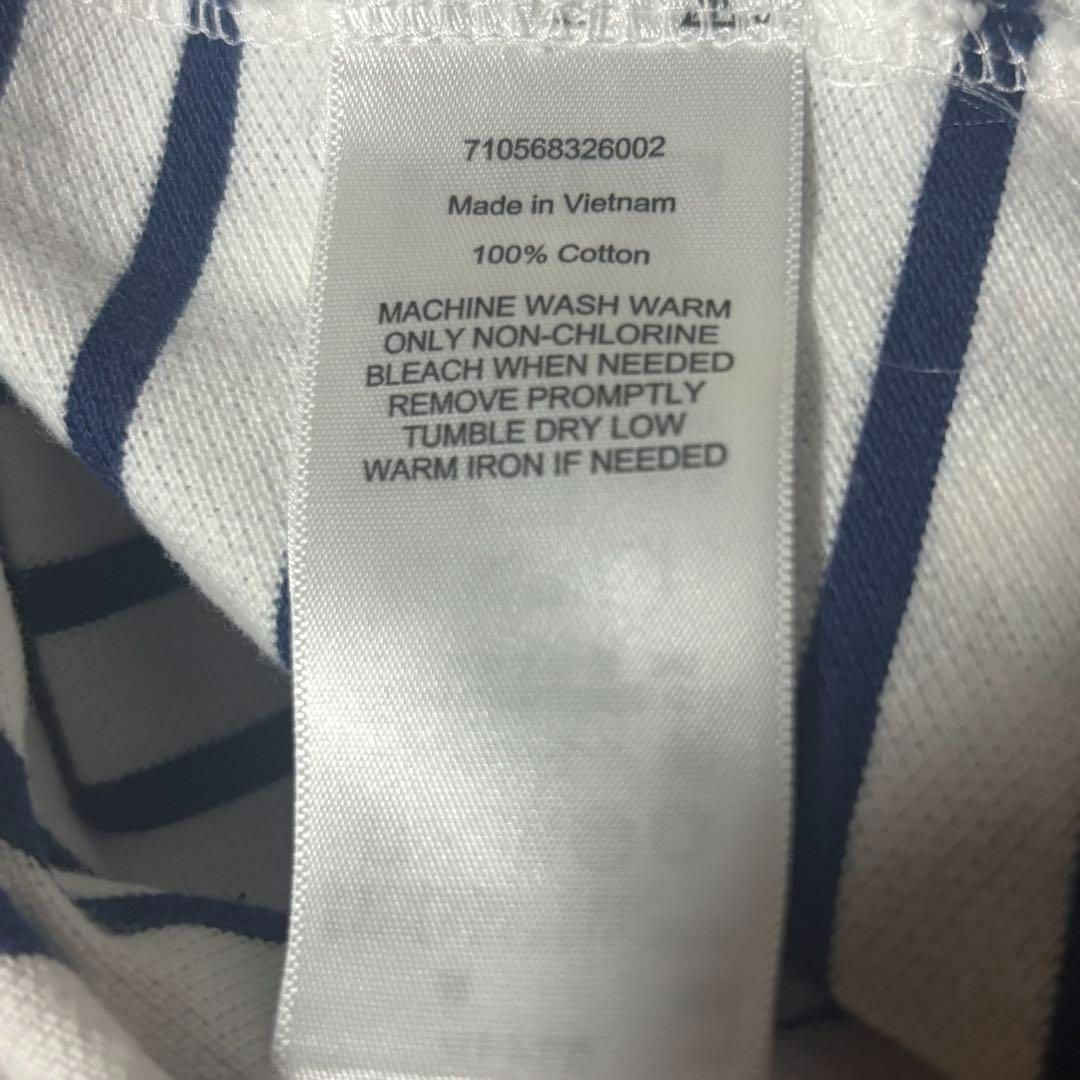 710568326002
Made in Vietnam
100% Cotton
MACHINE WASH WARM
ONLY NON-CHLORINE
BLEACH WHEN NEEDED
REMOVE PROMPTLY
TUMBLE DRY LOW
WARM IRON IF NEEDED